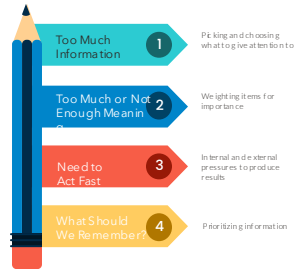 Too Much
Information
1
Picking and choosing
what to give attention to
Too Much or Not
Enough Meanin
2
Weighting items for
importance
Need to
Act Fast
3
Internal and external
pressures to produce
results
What Should
We Remember?
4
Prioritizing information